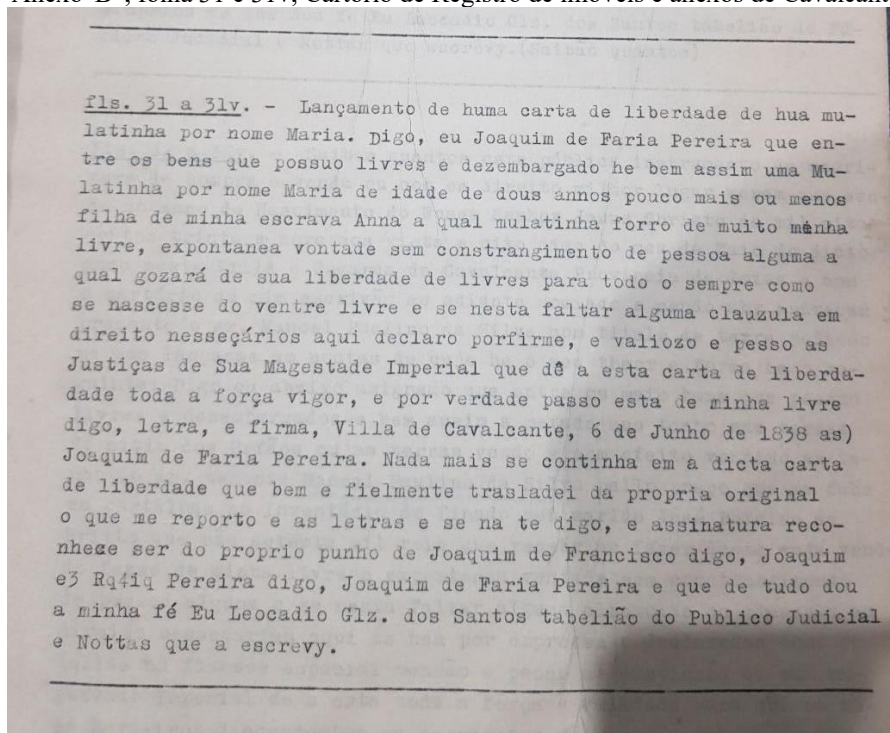 Anexo "D", folha 31 e 31v, Cartório de Registro de Imóveis e anexos de Cavalcant
fls. 31 a 31v. - Lançamento de huma carta de liberdade de hua mu-
latinha por nome Maria. Digo, eu Joaquim de Faria Pereira que en-
tre os bens que possuo livres e dezembargado he bem assim uma Mu-
latinha por nome Maria de idade de dous annos pouco mais ou menos
filha de minha escrava Anna a qual mulatinha forro de muito menha
livre, expontanea vontade sem constrangimento de pessoa alguma a
qual gozará de sua liberdade de livres para todo o sempre como
se nascesse do ventre livre e se nesta faltar alguma clauzula em
direito nesseçários aqui declaro porfirme, e valiozo e pesso as
Justiças de Sua Magestade Imperial que dê a esta carta de liberda-
dade toda a força vigor, e por verdade passo esta de minha livre
digo, letra, e firma, Villa de Cavalcante, 6 de Junho de 1838 as)
Joaquim de Faria Pereira. Nada mais se continha em a dicta carta
de liberdade que bem e fielmente trasladei da propria original
o que me reporto e as letras e se na te digo, e assinatura reco-
nhece ser do proprio punho de Joaquim de Francisco digo, Joaquim
e3 Rq4iq Pereira digo, Joaquim de Faria Pereira e que de tudo dou
a minha fé Eu Leocadio Glz. dos Santos tabelião do Publico Judicial
e Nottas que a escrevy.